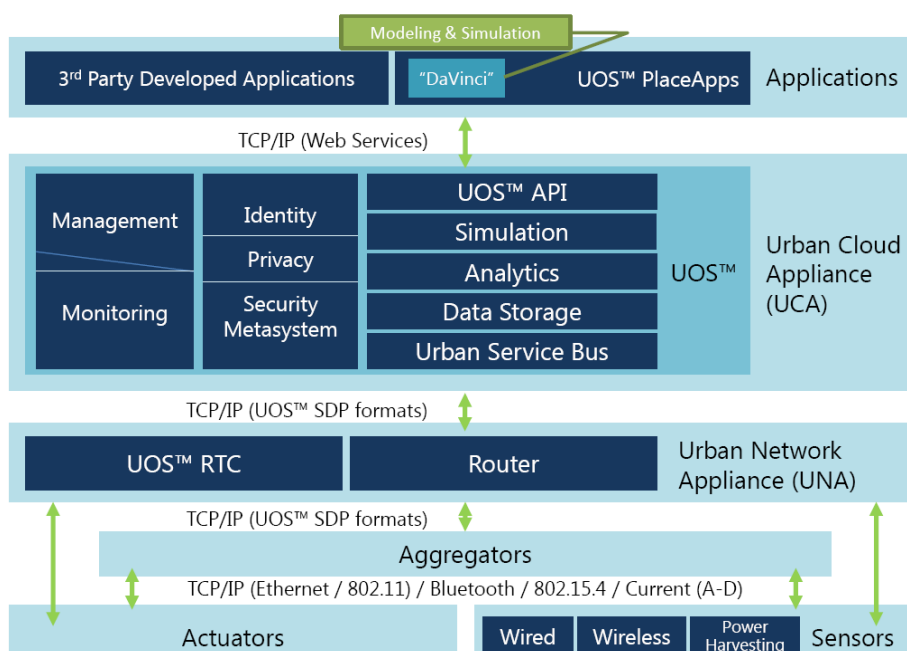 Modeling & Simulation
3rd Party Developed Applications
"DaVinci"
UOS™ PlaceApps
Applications
TCP/IP (Web Services)
Management
Monitoring
Identity
Privacy
Security
Metasystem
UOS™ API
Simulation
Analytics
Data Storage
Urban Service Bus
UOS™
Urban Cloud
Appliance
(UCA)
TCP/IP (UOS™ SDP formats)
UOS™ RTC
Router
Urban Network
Appliance (UNA)
TCP/IP (UOS™ SDP formats)
Aggregators
TCP/IP (Ethernet / 802.11) / Bluetooth / 802.15.4 / Current (A-D)
Actuators
Wired
Wireless
Power
Harvesting
Sensors